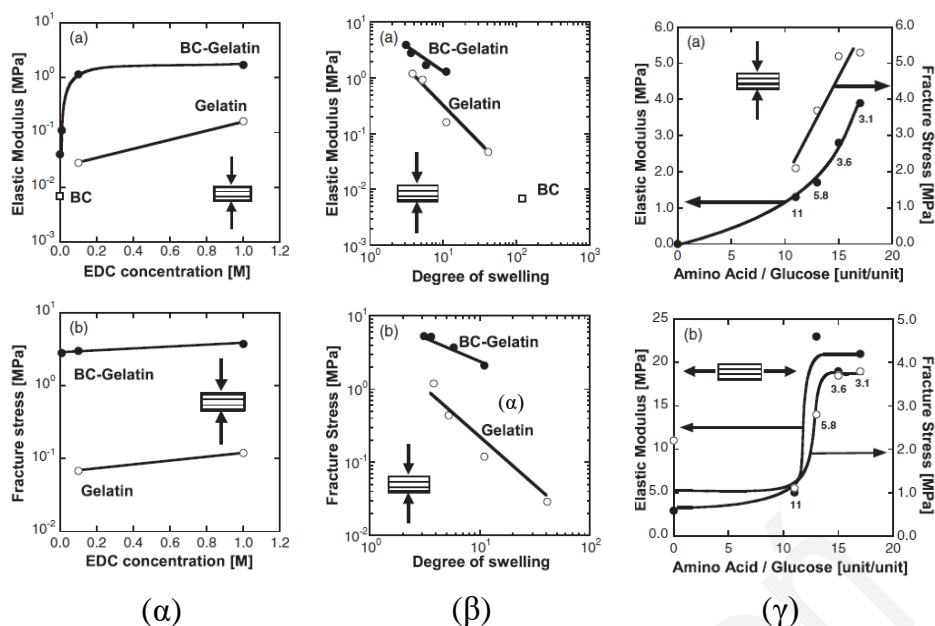 (a)
BC-Gelatin
Gelatin
BC
Elastic Modulus [MPa]
10¹
10⁰
10⁻¹
10⁻²
10⁻³
0.0 0.2 0.4 0.6 0.8 1.0 1.2
EDC concentration [M]
(a)
BC-Gelatin
Gelatin
BC
Elastic Modulus [MPa]
10¹
10⁰
10⁻¹
10⁻²
10⁻³
10⁰ 10¹ 10² 10³
Degree of swelling
(a)
Elastic Modulus [MPa]
6.0
5.0
4.0
3.0
2.0
1.0
0.0
3.1
3.6
5.8
11
6.0
5.0
4.0
3.0
2.0
1.0
0.0
Fracture Stress [MPa]
0 5 10 15 20
Amino Acid / Glucose [unit/unit]
(b)
BC-Gelatin
Gelatin
Fracture stress [MPa]
10¹
10⁰
10⁻¹
10⁻²
0.0 0.2 0.4 0.6 0.8 1.0 1.2
EDC concentration [M]
(b)
BC-Gelatin
(α)
Gelatin
Fracture Stress [MPa]
10¹
10⁰
10⁻¹
10⁻²
10⁰ 10¹ 10²
Degree of swelling
(b)
Elastic Modulus [MPa]
25
20
15
10
5.0
0.0
3.6 3.1
5.8
11
5.0
4.0
3.0
2.0
1.0
0.0
Fracture Stress [MPa]
0 5 10 15 20
Amino Acid / Glucose [unit/unit]
(α) (β) (γ)